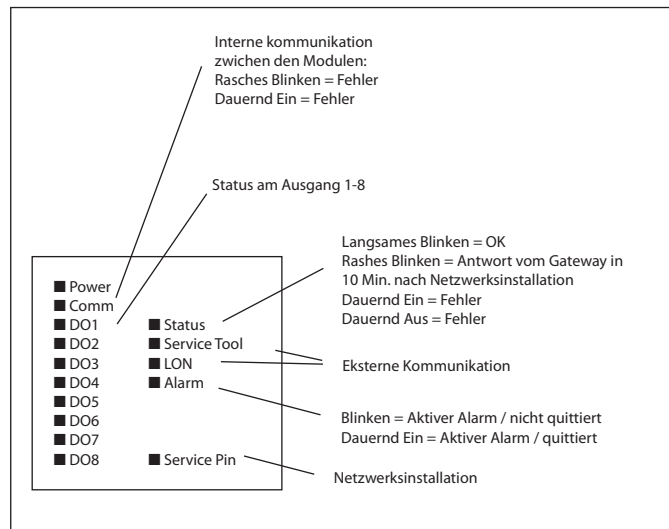 Interne kommunikation
zwichen den Modulen:
Rasches Blinken = Fehler
Dauernd Ein = Fehler
Status am Ausgang 1-8
Langsames Blinken = OK
Rashes Blinken = Antwort vom Gateway in
10 Min. nach Netzwerksinstallation
Dauernd Ein = Fehler
Dauernd Aus = Fehler
Power
Comm
DO1
DO2
DO3
DO4
DO5
DO6
DO7
DO8
Status
Service Tool
LON
Alarm
Service Pin
Eksterne Kommunikation
Blinken = Aktiver Alarm / nicht quittiert
Dauernd Ein = Aktiver Alarm / quittiert
Netzwerksinstallation